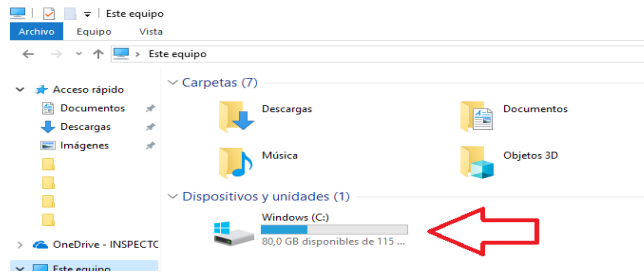 Este equipo
Archivo Equipo Vista
Este equipo
Acceso rápido
Documentos
Descargas
Imágenes
OneDrive - INSPECTC
Este equipo
Carpetas (7)
Descargas
Documentos
Música
Objetos 3D
Dispositivos y unidades (1)
Windows (C:)
80,0 GB disponibles de 115 ...